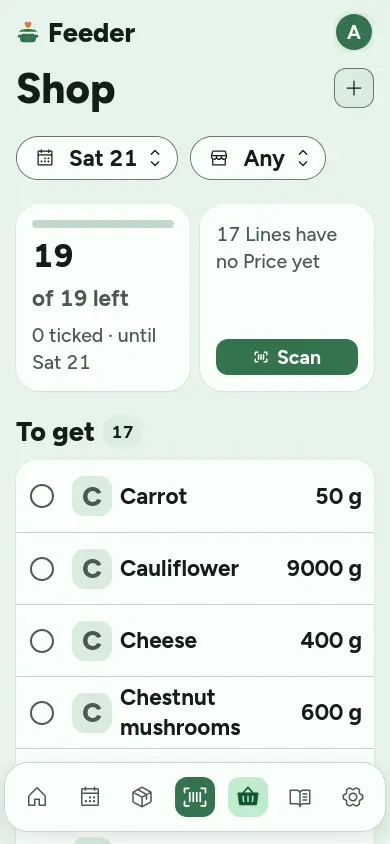 Feeder
A
Shop
Sat 21
Any
19
of 19 left
0 ticked · until
Sat 21
17 Lines have
no Price yet
Scan
To get 17
C Carrot 50 g
C Cauliflower 9000 g
C Cheese 400 g
C Chestnut
mushrooms 600 g